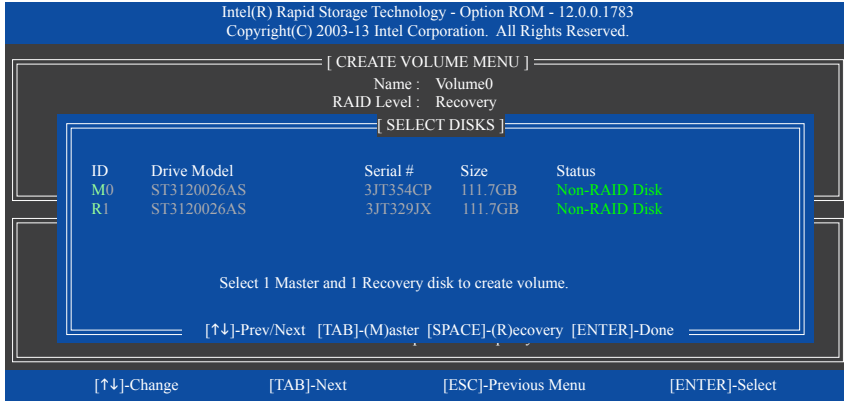 Intel(R) Rapid Storage Technology - Option ROM - 12.0.0.1783
Copyright(C) 2003-13 Intel Corporation. All Rights Reserved.
[ CREATE VOLUME MENU ]
Name : Volume0
RAID Level : Recovery
[ SELECT DISKS ]
ID Drive Model Serial # Size Status
M0 ST3120026AS 3JT354CP 111.7GB Non-RAID Disk
R1 ST3120026AS 3JT329JX 111.7GB Non-RAID Disk
Select 1 Master and 1 Recovery disk to create volume.
[↑↓]-Prev/Next [TAB]-(M)aster [SPACE]-(R)ecovery [ENTER]-Done
[↑↓]-Change [TAB]-Next [ESC]-Previous Menu [ENTER]-Select